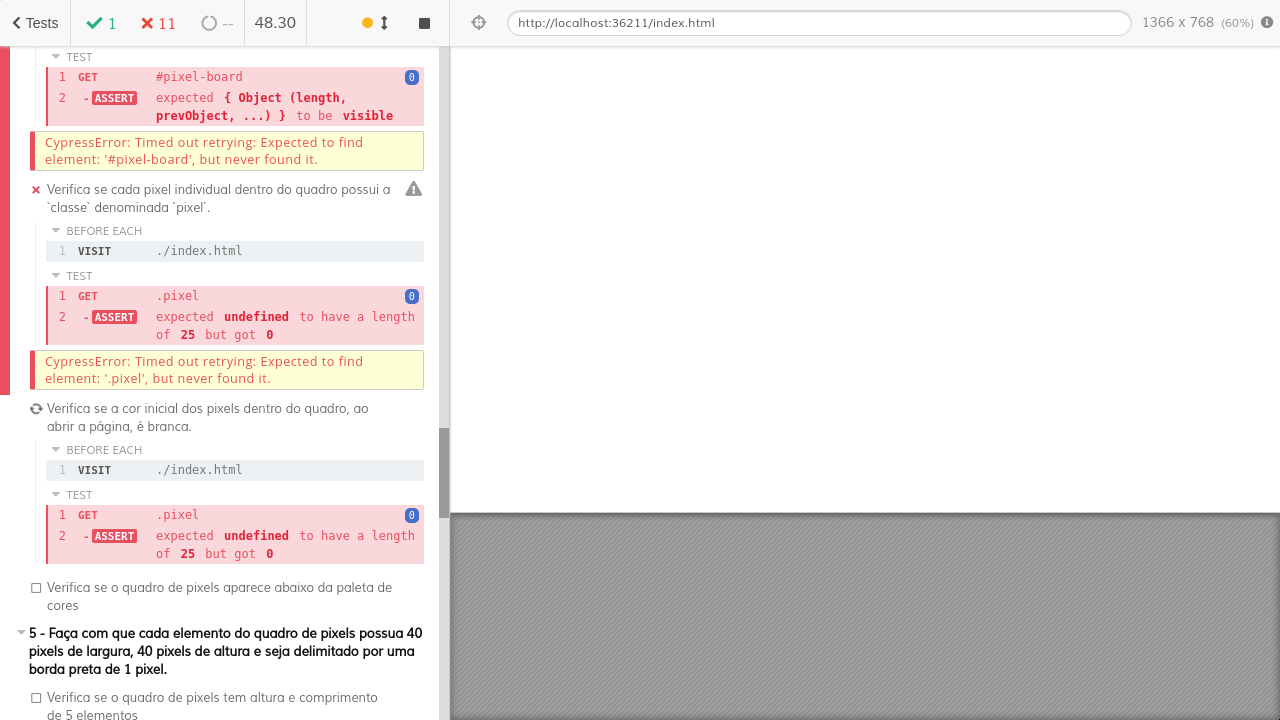 Tests
1
11
--
48.30
http://localhost:36211/index.html
1366 x 768 (60%)
TEST
1 GET #pixel-board 0
2 -ASSERT expected { Object (length,
prevObject, ...) } to be visible
CypressError: Timed out retrying: Expected to find
element: '#pixel-board', but never found it.
Verifica se cada pixel individual dentro do quadro possui a
`classe` denominada `pixel`.
BEFORE EACH
1 VISIT ./index.html
TEST
1 GET .pixel 0
2 -ASSERT expected undefined to have a length
of 25 but got 0
CypressError: Timed out retrying: Expected to find
element: '.pixel', but never found it.
Verifica se a cor inicial dos pixels dentro do quadro, ao
abrir a página, é branca.
BEFORE EACH
1 VISIT ./index.html
TEST
1 GET .pixel 0
2 -ASSERT expected undefined to have a length
of 25 but got 0
Verifica se o quadro de pixels aparece abaixo da paleta de
cores
5 - Faça com que cada elemento do quadro de pixels possua 40
pixels de largura, 40 pixels de altura e seja delimitado por uma
borda preta de 1 pixel.
Verifica se o quadro de pixels tem altura e comprimento
de 5 elementos